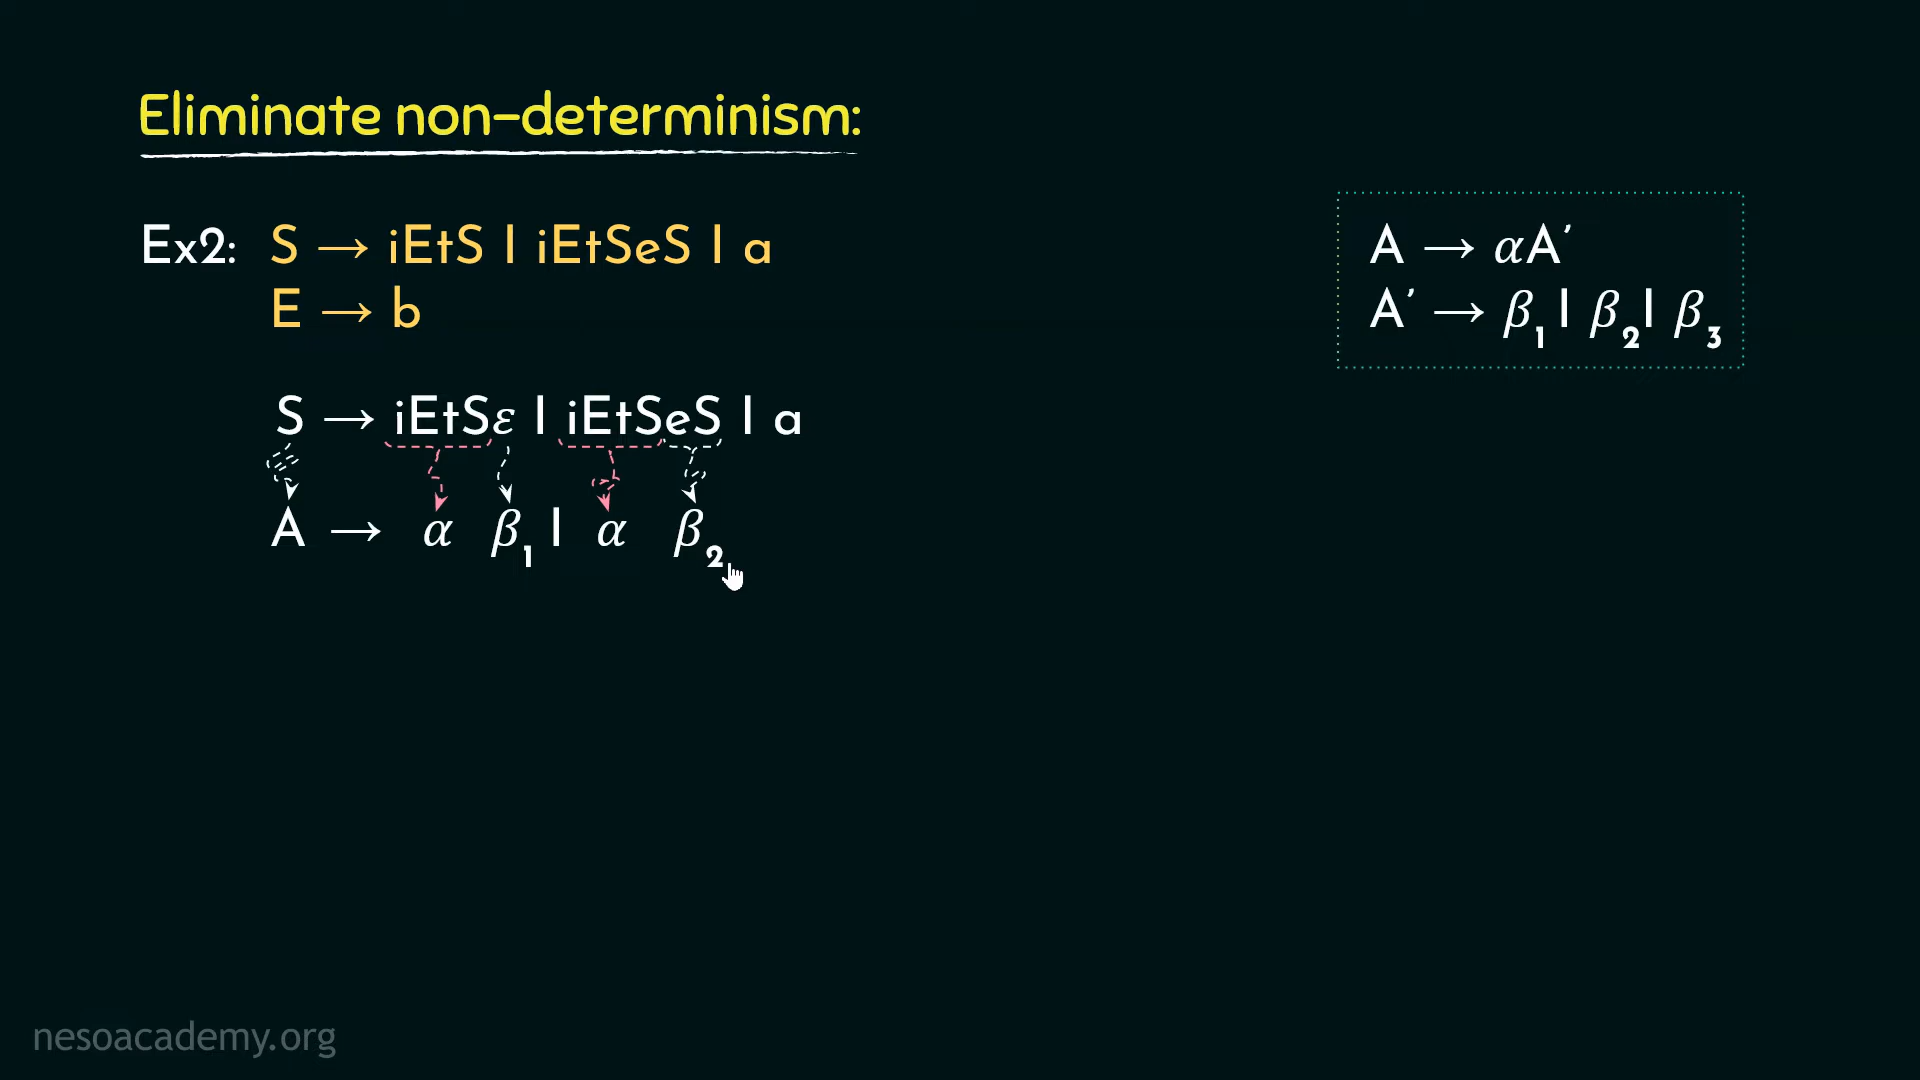 Eliminate non-determinism:
Ex2: S → iEtS | iEtSeS | a
E → b
A → αA′
A′ → β₁ | β₂ | β₃
S → iEtSε | iEtSeS | a
A → α β₁ | α β₂
nesoacademy.org